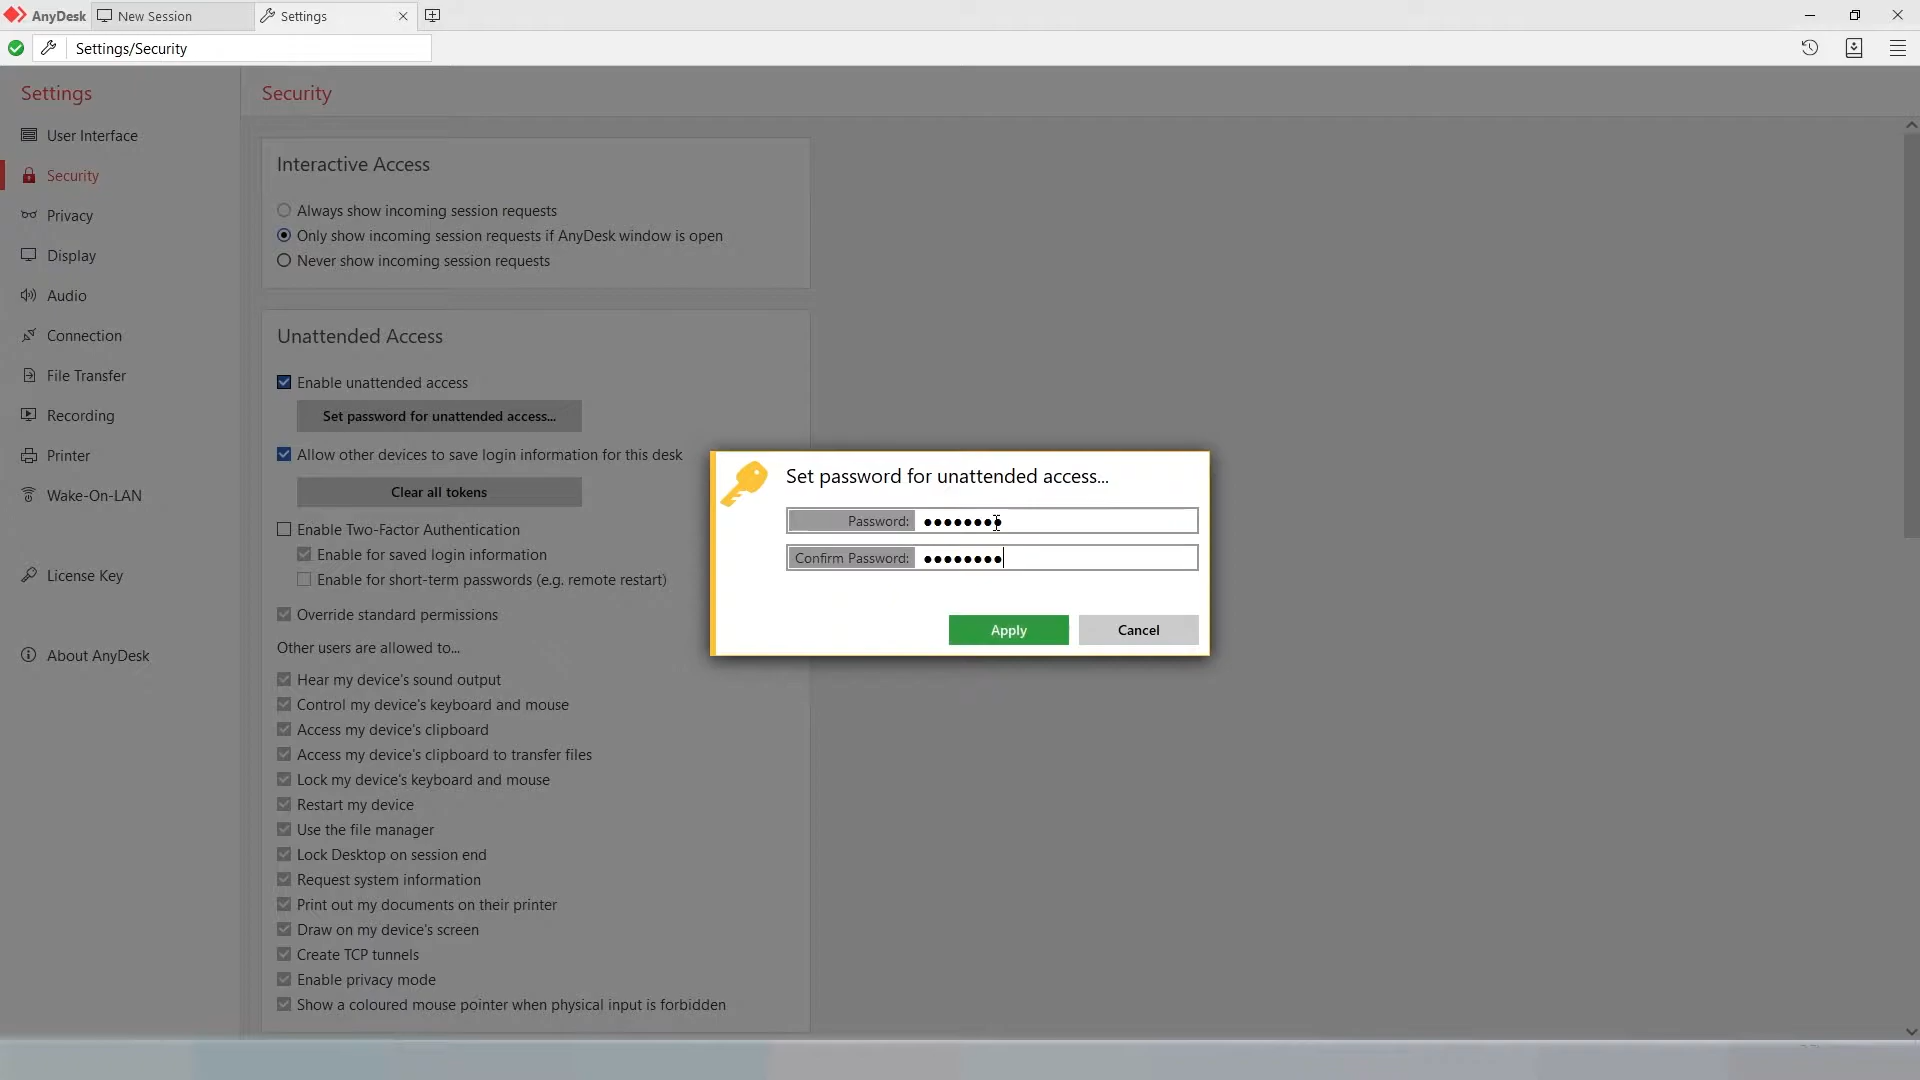 AnyDesk
New Session
Settings
Settings/Security
Settings
User Interface
Security
Privacy
Display
Audio
Connection
File Transfer
Recording
Printer
Wake-On-LAN
License Key
About AnyDesk
Security
Interactive Access
Always show incoming session requests
Only show incoming session requests if AnyDesk window is open
Never show incoming session requests
Unattended Access
Enable unattended access
Set password for unattended access...
Allow other devices to save login information for this desk
Clear all tokens
Enable Two-Factor Authentication
Enable for saved login information
Enable for short-term passwords (e.g. remote restart)
Override standard permissions
Other users are allowed to...
Hear my device's sound output
Control my device's keyboard and mouse
Access my device's clipboard
Access my device's clipboard to transfer files
Lock my device's keyboard and mouse
Restart my device
Use the file manager
Lock Desktop on session end
Request system information
Print out my documents on their printer
Draw on my device's screen
Create TCP tunnels
Enable privacy mode
Show a coloured mouse pointer when physical input is forbidden
Set password for unattended access...
Password: ●●●●●●●●
Confirm Password: ●●●●●●●●
Apply
Cancel